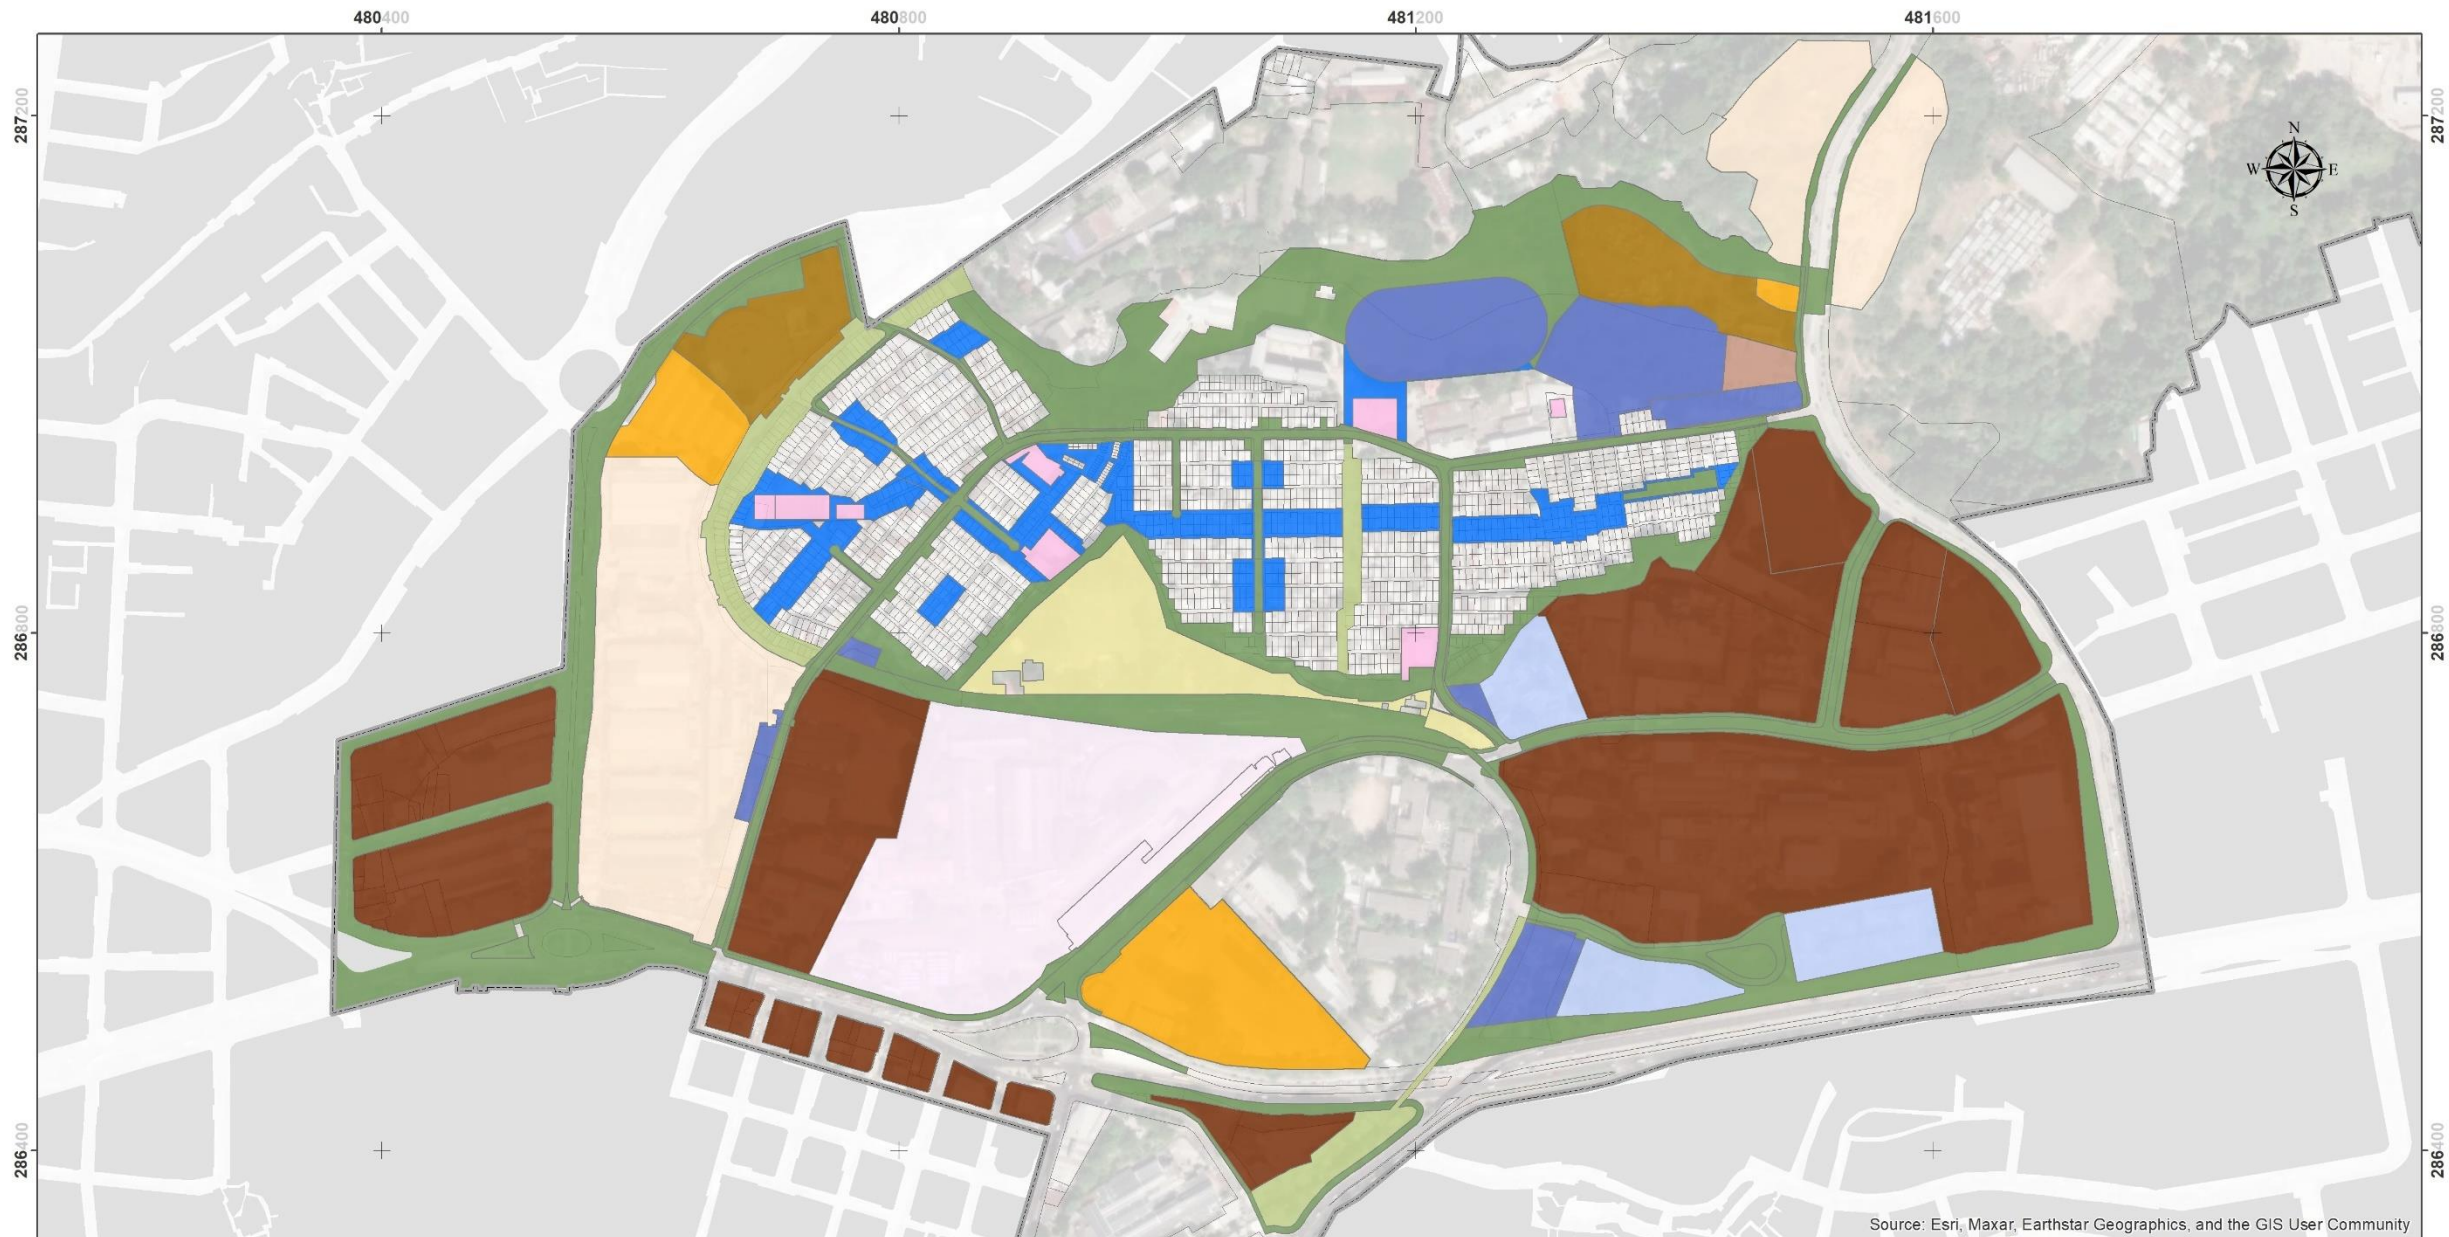 480400 480800 481200 481600
287200 287200
N
W E
S
286800 286800
286400 286400
Source: Esri, Maxar, Earthstar Geographics, and the GIS User Community